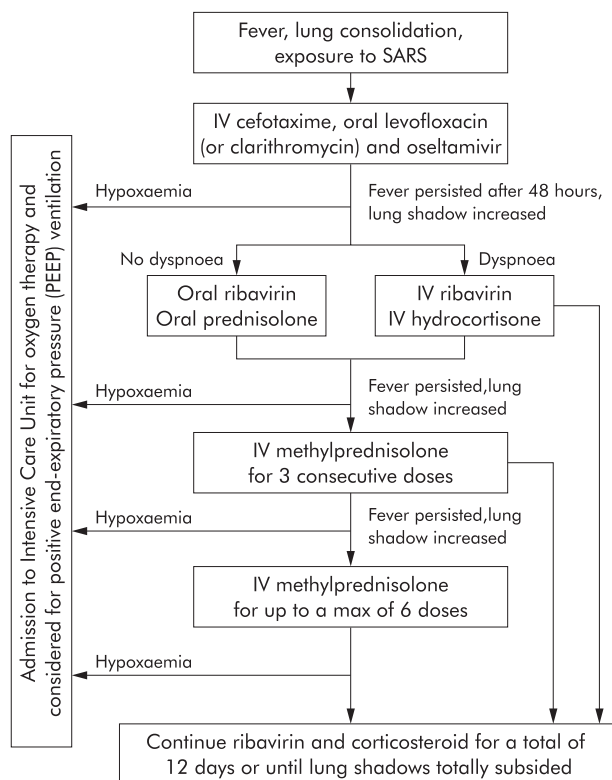 Fever, lung consolidation,
exposure to SARS
IV cefotaxime, oral levofloxacin
(or clarithromycin) and oseltamivir
Hypoxaemia
Fever persisted after 48 hours,
lung shadow increased
No dyspnoea
Dyspnoea
Oral ribavirin
Oral prednisolone
IV ribavirin
IV hydrocortisone
Hypoxaemia
Fever persisted,lung
shadow increased
IV methylprednisolone
for 3 consecutive doses
Hypoxaemia
Fever persisted,lung
shadow increased
IV methylprednisolone
for up to a max of 6 doses
Hypoxaemia
Continue ribavirin and corticosteroid for a total of
12 days or until lung shadows totally subsided
Admission to Intensive Care Unit for oxygen therapy and
considered for positive end-expiratory pressure (PEEP) ventilation